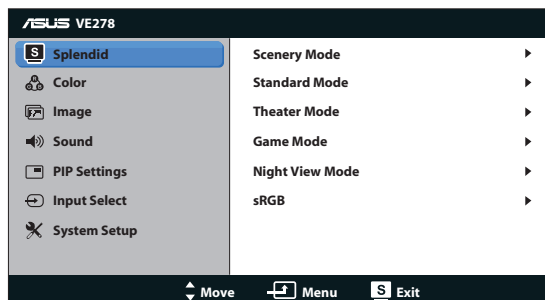 ASUS VE278
S Splendid
Color
Image
Sound
PIP Settings
Input Select
System Setup
Scenery Mode
Standard Mode
Theater Mode
Game Mode
Night View Mode
sRGB
Move Menu S Exit